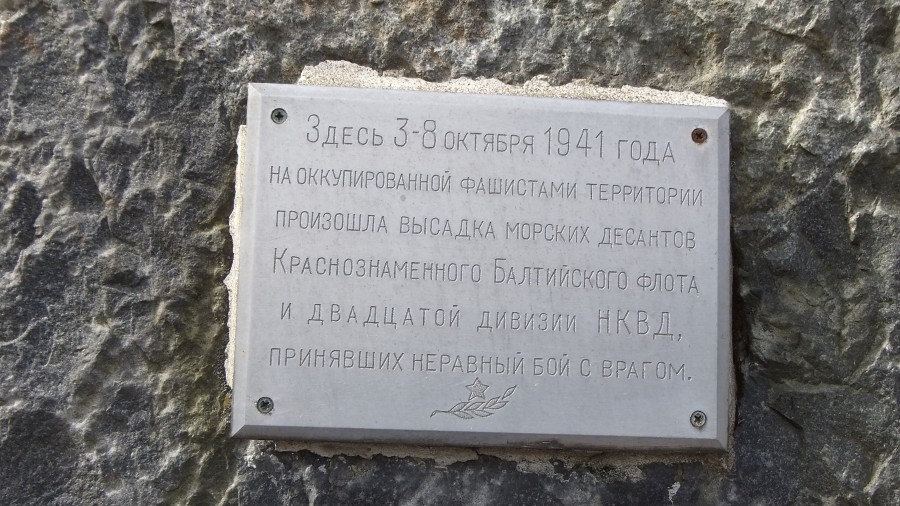 Здесь 3-8 октября 1941 года
на оккупированной фашистами территории
произошла высадка морских десантов
Краснознаменного Балтийского флота
и двадцатой дивизии НКВД,
принявших неравный бой с врагом.